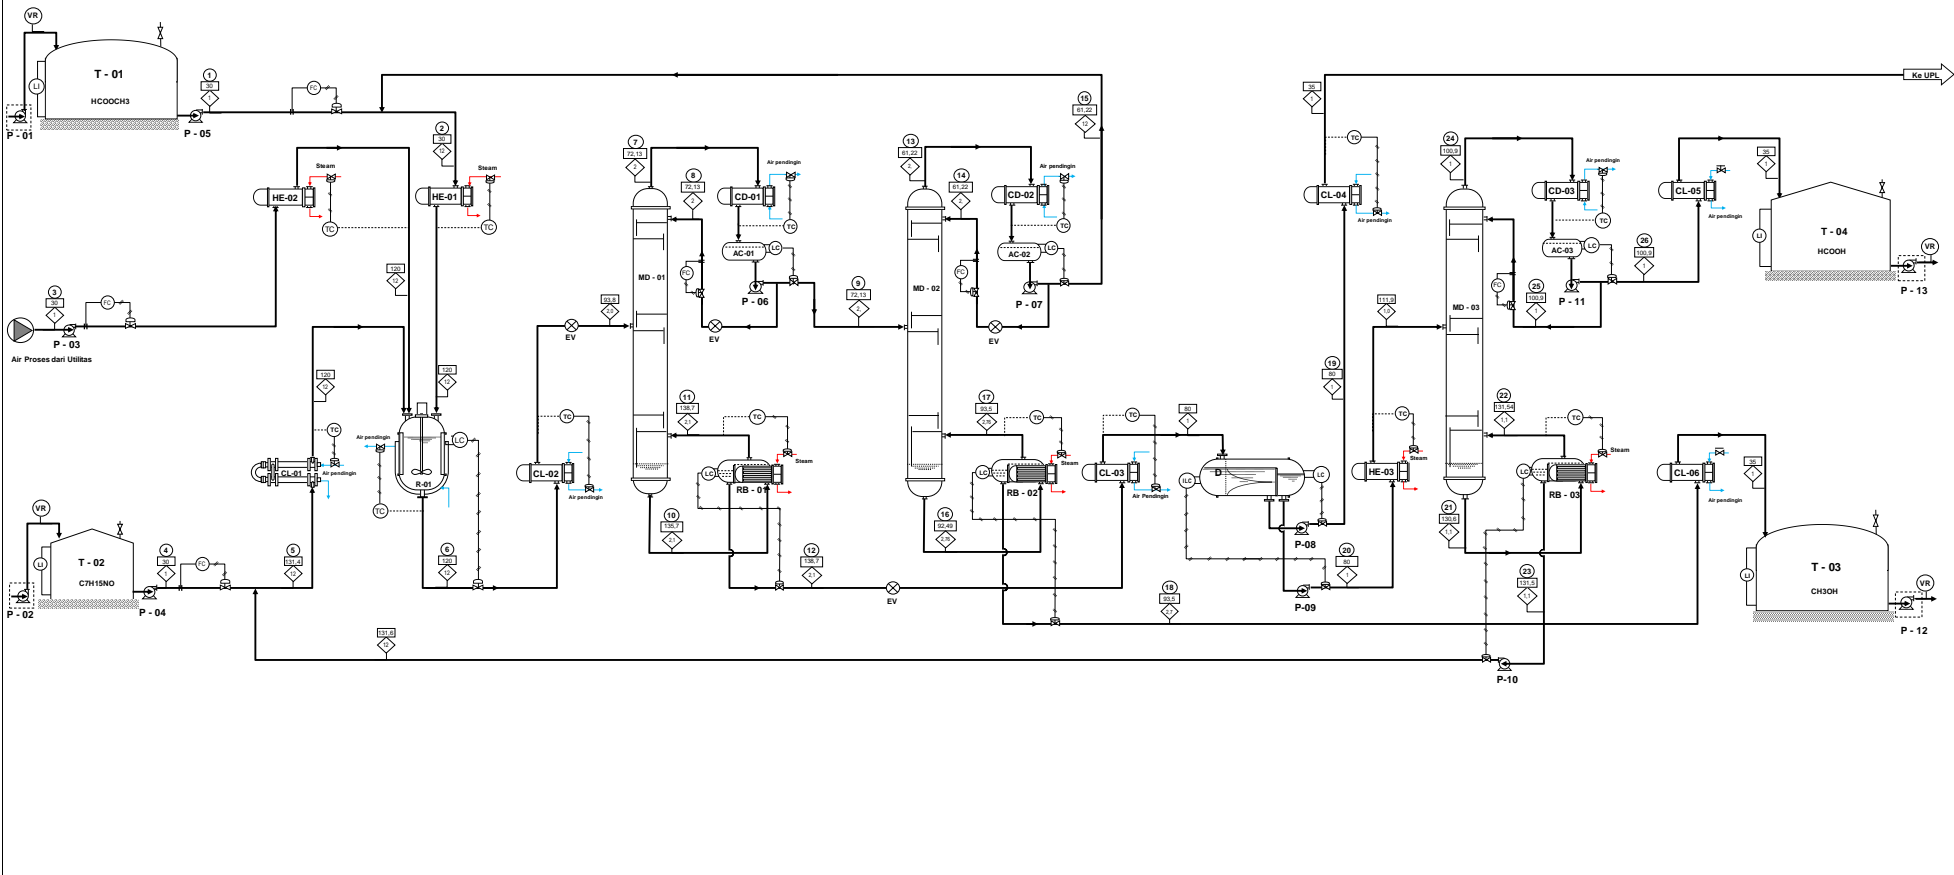 VR
T - 01
LI
HCOOCH3
P - 01
P - 05
1
30
1
FC
2
30
12
Steam
HE-02
TC
Steam
HE-01
TC
120
12
3
30
1
FC
P - 03
Air Proses dari Utilitas
120
12
120
12
TC
Air pendingin
CL-01
Air pendingin
LC
R-01
TC
VR
T - 02
LI
C7H15NO
P - 02
P - 04
4
30
1
FC
5
131,4
12
6
120
12
131,6
12
7
72,13
2
8
72,13
2
CD-01
Air pendingin
TC
AC-01
LC
FC
P - 06
MD - 01
93,8
2,0
EV
EV
9
72,13
2,
TC
CL-02
Air pendingin
11
138,7
2,1
TC
LC
RB - 01
Steam
10
135,7
2,1
12
138,7
2,1
EV
13
61,22
2,
14
61,22
2,
CD-02
Air pendingin
TC
AC-02
LC
FC
P - 07
MD - 02
EV
15
61,22
12
17
93,5
2,76
TC
LC
RB - 02
Steam
16
92,49
2,76
TC
CL-03
Air Pendingin
80
1
18
93,5
2,7
D
ILC
LC
P-08
P-09
19
80
1
20
80
1
35
1
TC
CL-04
Air pendingin
Ke UPL
111,9
1,0
TC
HE-03
Steam
24
100,9
1
CD-03
Air pendingin
TC
AC-03
LC
FC
P - 11
MD - 03
25
100,9
1
26
100,9
1
22
131,54
1,1
TC
LC
RB - 03
Steam
21
130,6
1,1
23
131,5
1,1
P-10
CL-05
Air pendingin
35
1
T - 04
LI
HCOOH
VR
P - 13
CL-06
Air pendingin
35
1
T - 03
LI
CH3OH
VR
P - 12